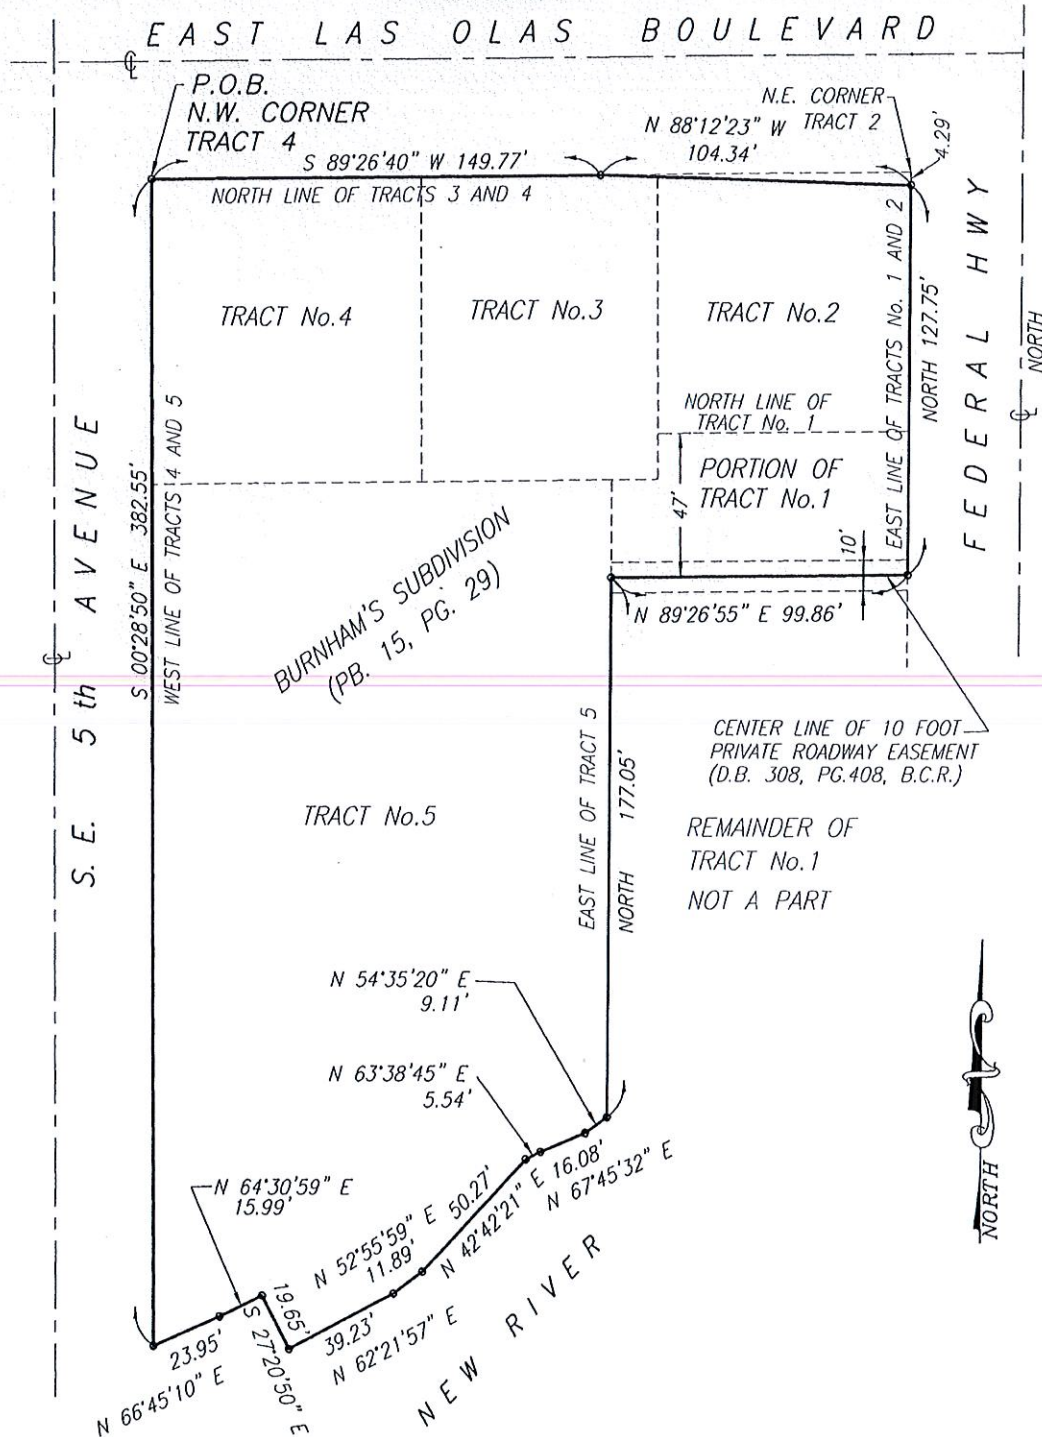 EAST LAS OLAS BOULEVARD
℄
P.O.B.
N.W. CORNER
TRACT 4
N.E. CORNER
TRACT 2
N 88°12'23" W
104.34'
4.29'
S 89°26'40" W 149.77'
NORTH LINE OF TRACTS 3 AND 4
TRACT No.4
TRACT No.3
TRACT No.2
EAST LINE OF TRACTS No. 1 AND 2
NORTH 127.75'
FEDERAL HWY
℄
NORTH
NORTH LINE OF
TRACT No. 1
PORTION OF
TRACT No.1
47'
10'
N 89°26'55" E 99.86'
S.E. 5th AVENUE
℄
S 00°28'50" E 382.55'
WEST LINE OF TRACTS 4 AND 5
BURNHAM'S SUBDIVISION
(PB. 15, PG. 29)
CENTER LINE OF 10 FOOT
PRIVATE ROADWAY EASEMENT
(D.B. 308, PG.408, B.C.R.)
TRACT No.5
EAST LINE OF TRACT 5
NORTH 177.05'
REMAINDER OF
TRACT No.1
NOT A PART
N 54°35'20" E
9.11'
N 63°38'45" E
5.54'
N 64°30'59" E
15.99'
N 52°55'59" E
11.89'
50.27'
N 42°42'21" E
16.08'
N 67°45'32" E
19.65'
S 27°20'50" E
39.23'
N 62°21'57" E
23.95'
N 66°45'10" E
NEW RIVER
NORTH